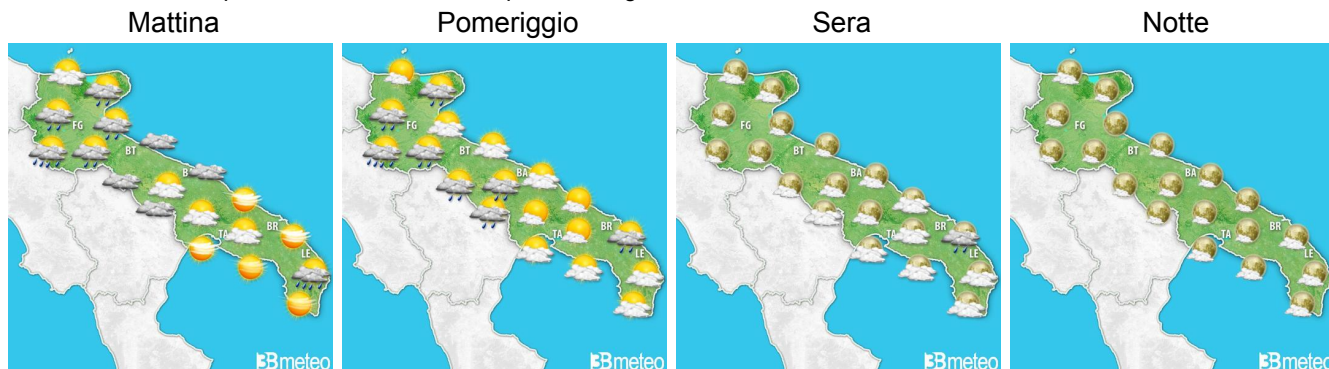 Mattina Pomeriggio Sera Notte
FG
BT
BR
TA
LE
3Bmeteo
FG
BT
BA
BR
TA
LE
3Bmeteo
FG
BT
BA
BR
TA
LE
3Bmeteo
FG
BT
BA
BR
TA
LE
3Bmeteo